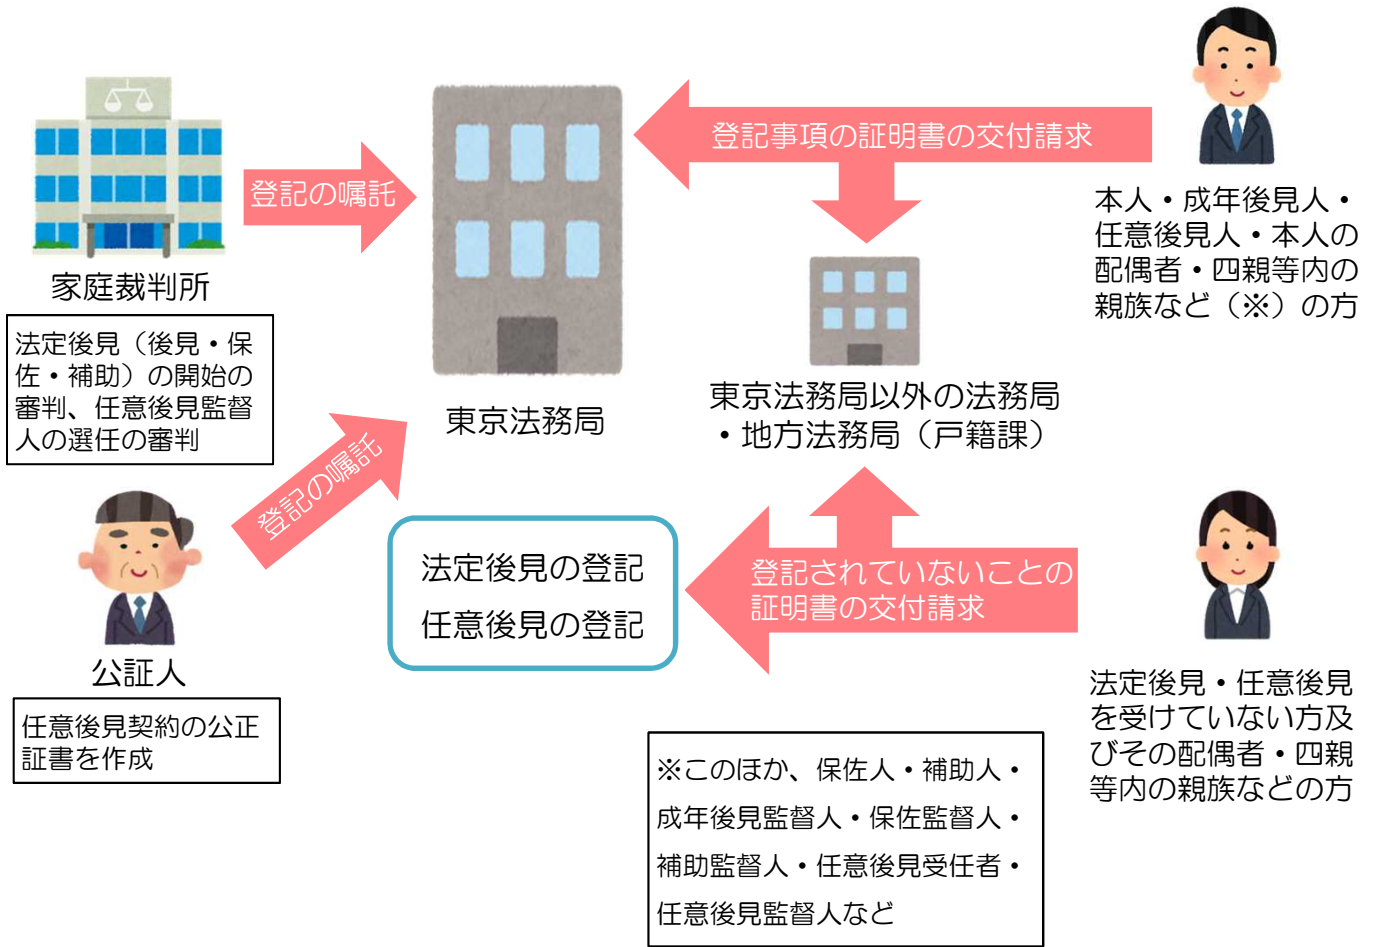 登記の嘱託
家庭裁判所
法定後見（後見・保
佐・補助）の開始の
審判、任意後見監督
人の選任の審判
登記の嘱託
公証人
任意後見契約の公正
証書を作成
東京法務局
法定後見の登記
任意後見の登記
登記事項の証明書の交付請求
本人・成年後見人・
任意後見人・本人の
配偶者・四親等内の
親族など（※）の方
東京法務局以外の法務局
・地方法務局（戸籍課）
登記されていないことの
証明書の交付請求
法定後見・任意後見
を受けていない方及
びその配偶者・四親
等内の親族などの方
※このほか、保佐人・補助人・
成年後見監督人・保佐監督人・
補助監督人・任意後見受任者・
任意後見監督人など